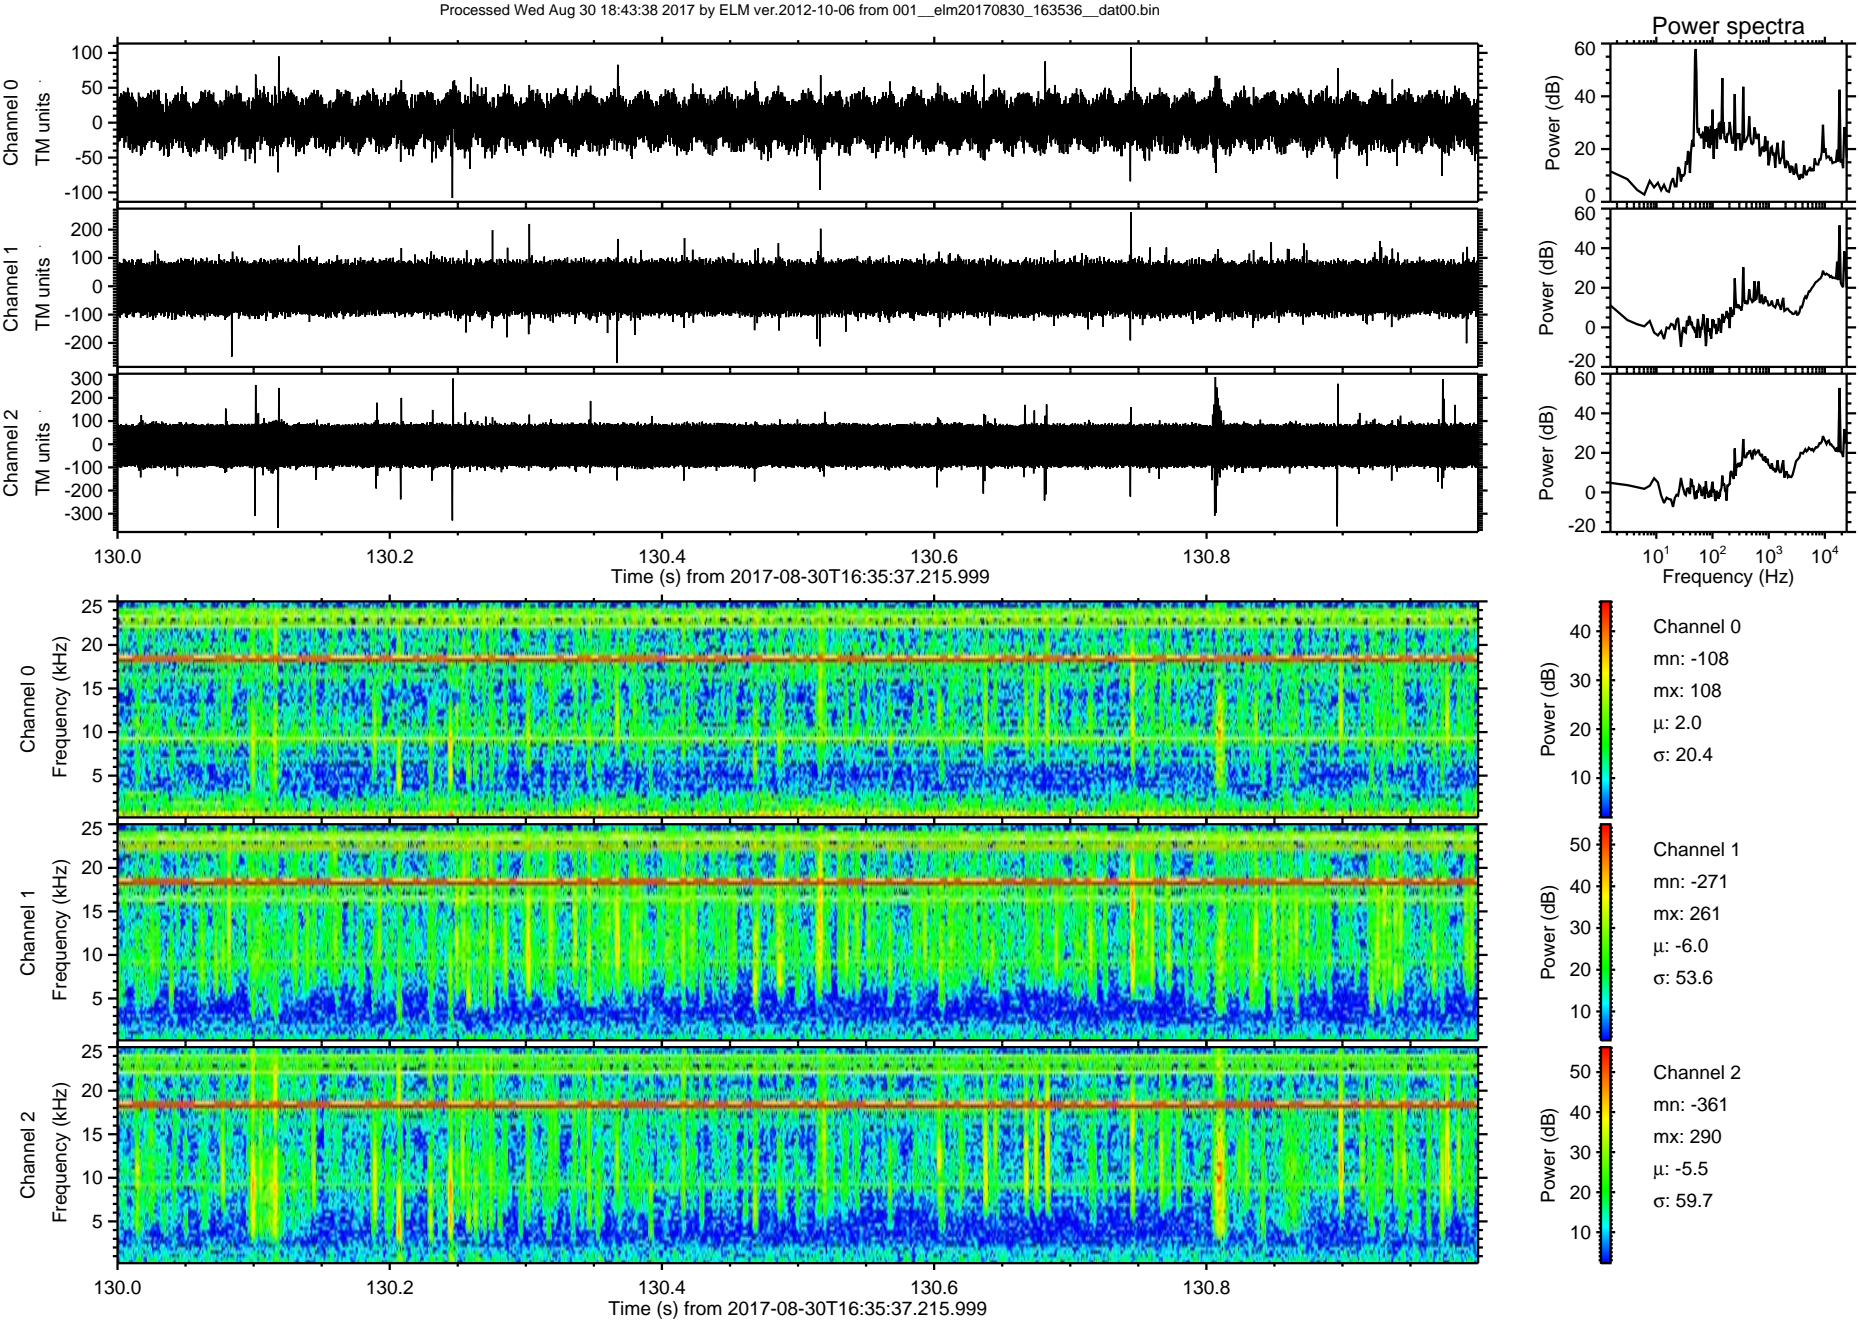 Processed Wed Aug 30 18:43:38 2017 by ELM ver.2012-10-06 from 001__elm20170830_163536__dat00.bin
Power spectra
Channel 0
TM units
100
50
0
-50
-100
Power (dB)
60
40
20
0
Channel 1
TM units
200
100
0
-100
-200
Power (dB)
60
40
20
0
-20
Channel 2
TM units
300
200
100
0
-100
-200
-300
Power (dB)
60
40
20
0
-20
130.0 130.2 130.4 130.6 130.8
Time (s) from 2017-08-30T16:35:37.215.999
10^1 10^2 10^3 10^4
Frequency (Hz)
Channel 0
Frequency (kHz)
25
20
15
10
5
Power (dB)
40
30
20
10
Channel 0
mn: -108
mx: 108
μ: 2.0
σ: 20.4
Channel 1
Frequency (kHz)
25
20
15
10
5
Power (dB)
50
40
30
20
10
Channel 1
mn: -271
mx: 261
μ: -6.0
σ: 53.6
Channel 2
Frequency (kHz)
25
20
15
10
5
Power (dB)
50
40
30
20
10
Channel 2
mn: -361
mx: 290
μ: -5.5
σ: 59.7
130.0 130.2 130.4 130.6 130.8
Time (s) from 2017-08-30T16:35:37.215.999